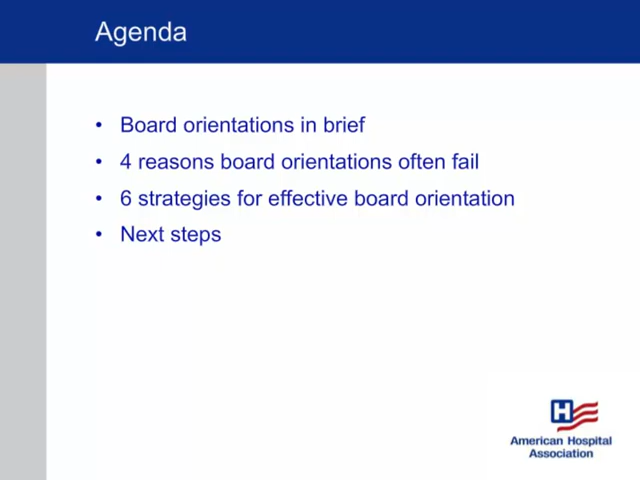 Agenda
• Board orientations in brief
• 4 reasons board orientations often fail
• 6 strategies for effective board orientation
• Next steps
H
American Hospital
Association